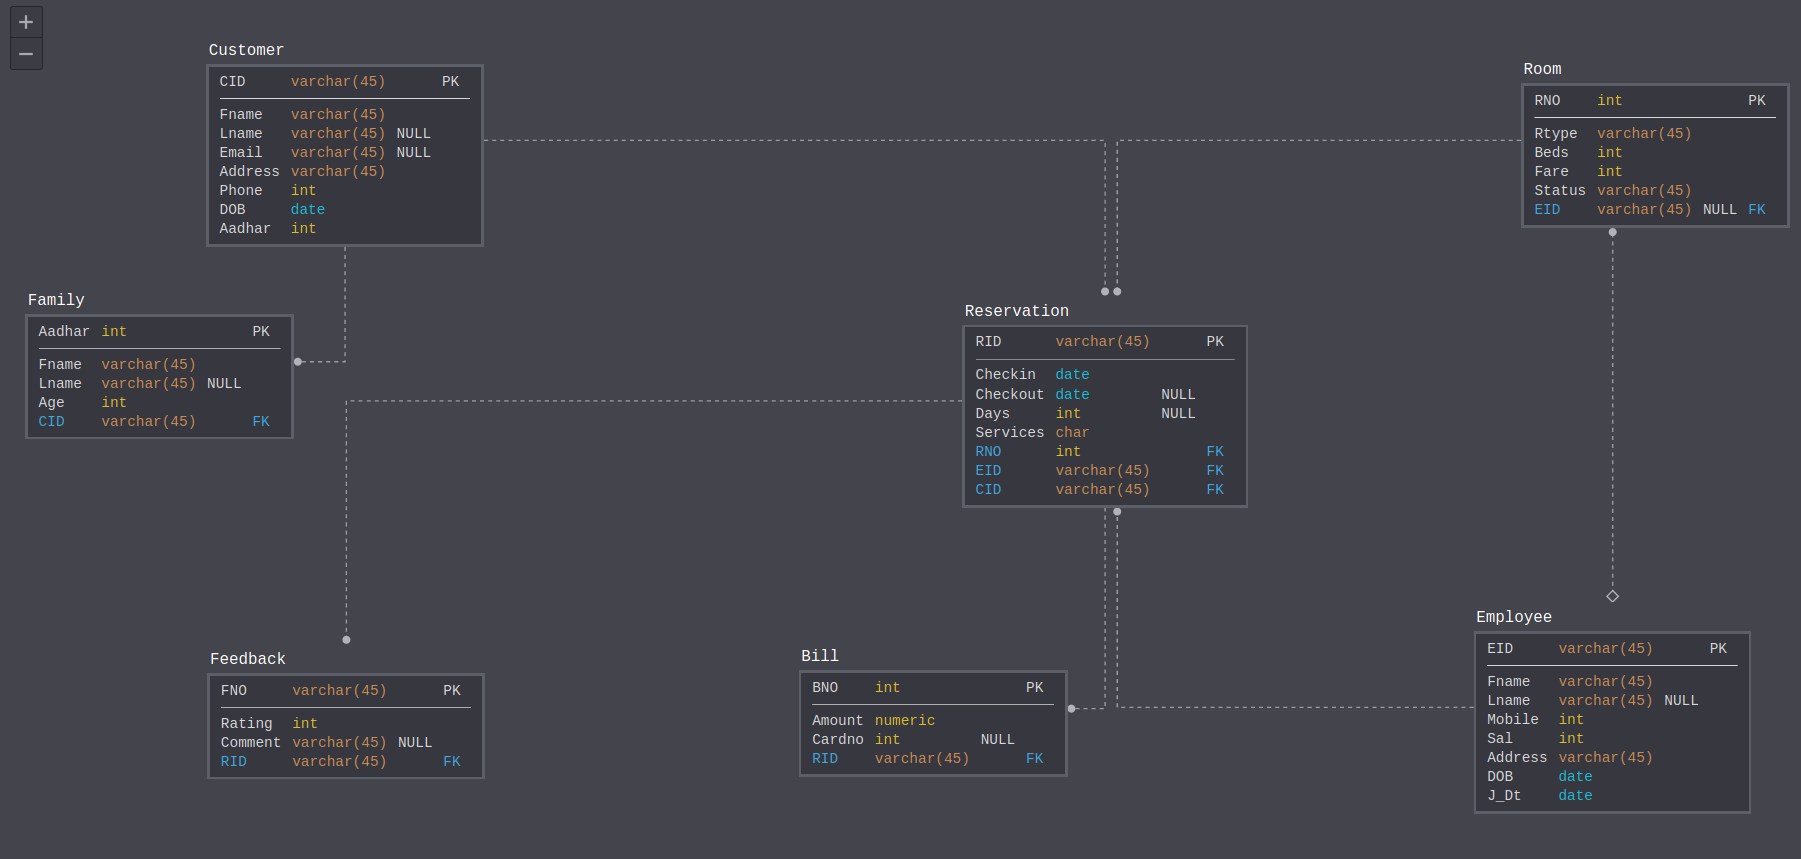 +
−
Customer
CID varchar(45) PK
Fname varchar(45)
Lname varchar(45) NULL
Email varchar(45) NULL
Address varchar(45)
Phone int
DOB date
Aadhar int
Room
RNO int PK
Rtype varchar(45)
Beds int
Fare int
Status varchar(45)
EID varchar(45) NULL FK
Family
Aadhar int PK
Fname varchar(45)
Lname varchar(45) NULL
Age int
CID varchar(45) FK
Reservation
RID varchar(45) PK
Checkin date
Checkout date NULL
Days int NULL
Services char
RNO int FK
EID varchar(45) FK
CID varchar(45) FK
Feedback
FNO varchar(45) PK
Rating int
Comment varchar(45) NULL
RID varchar(45) FK
Bill
BNO int PK
Amount numeric
Cardno int NULL
RID varchar(45) FK
Employee
EID varchar(45) PK
Fname varchar(45)
Lname varchar(45) NULL
Mobile int
Sal int
Address varchar(45)
DOB date
J_Dt date